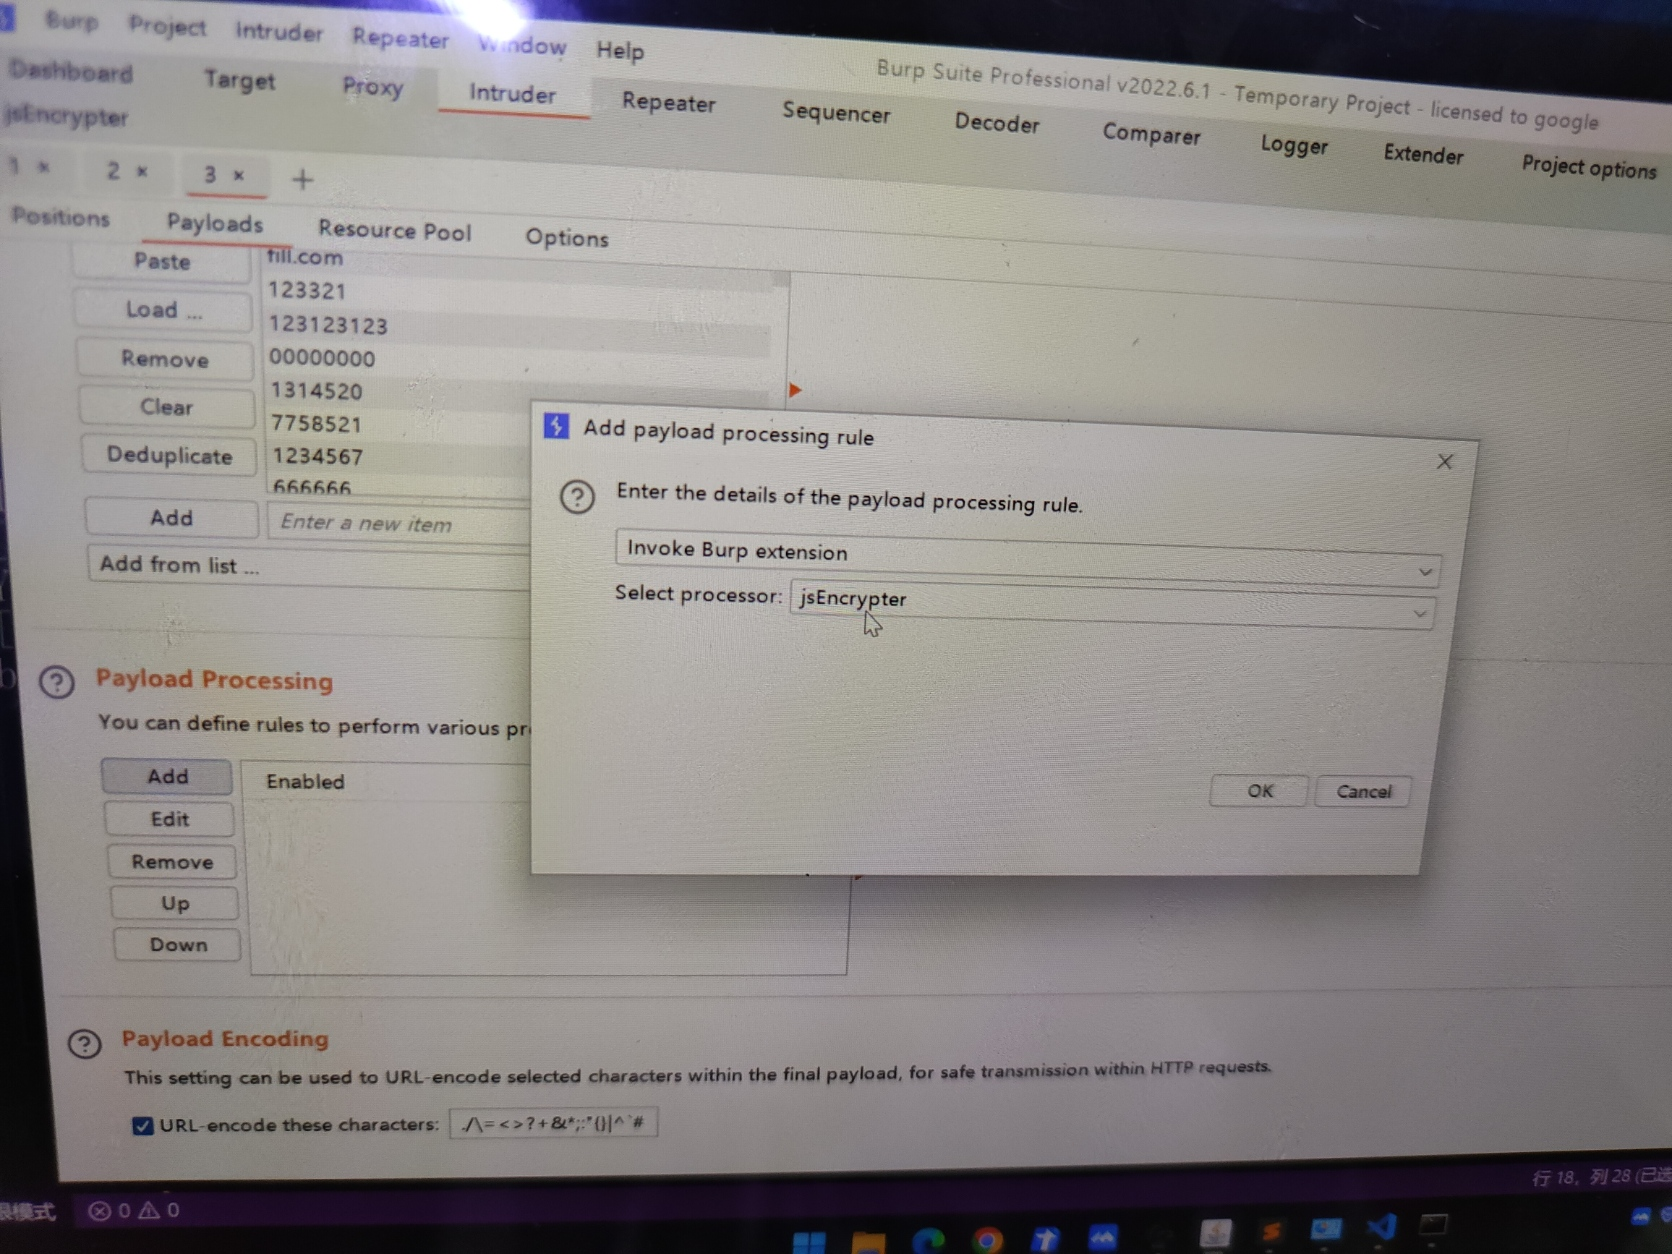 Burp Project Intruder Repeater Window Help
Burp Suite Professional v2022.6.1 - Temporary Project - licensed to google
Dashboard Target Proxy Intruder Repeater Sequencer Decoder Comparer Logger Extender Project options
jsEncrypter
1 × 2 × 3 × +
Positions Payloads Resource Pool Options
Paste
Load ...
Remove
Clear
Deduplicate
fill.com
123321
123123123
00000000
1314520
7758521
1234567
666666
Add
Enter a new item
Add from list ...
Add payload processing rule
Enter the details of the payload processing rule.
Invoke Burp extension
Select processor: jsEncrypter
OK Cancel
Payload Processing
You can define rules to perform various
Add
Edit
Remove
Up
Down
Enabled
Payload Encoding
This setting can be used to URL-encode selected characters within the final payload, for safe transmission within HTTP requests.
URL-encode these characters: ./\=<>?+&*;:"{}|^`#
行 18，列 28
模式 0 0